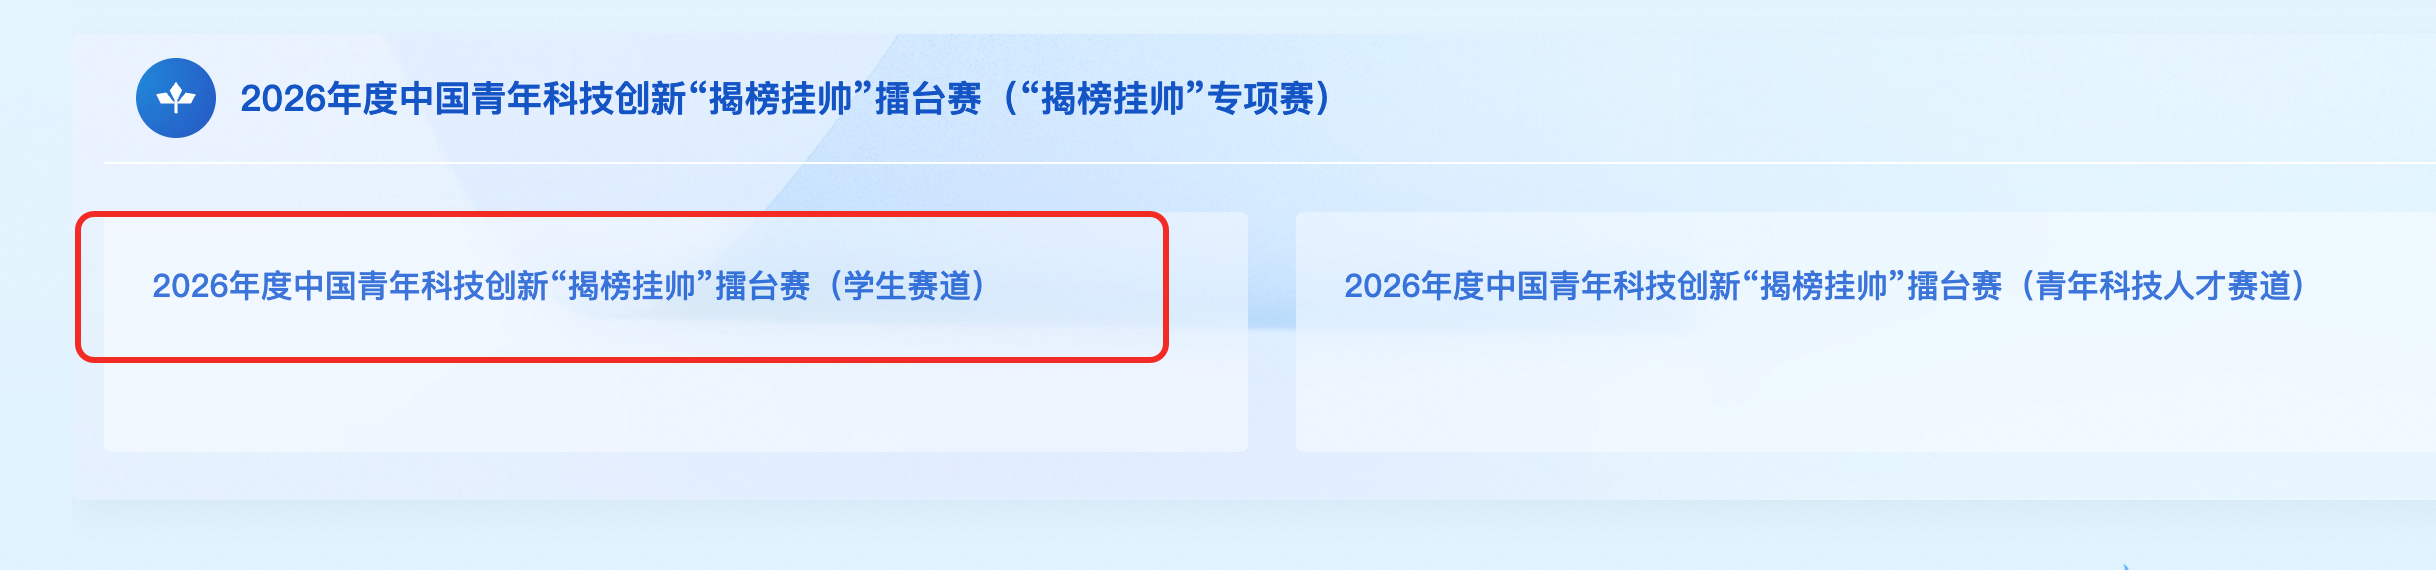 2026年度中国青年科技创新“揭榜挂帅”擂台赛（“揭榜挂帅”专项赛）
2026年度中国青年科技创新“揭榜挂帅”擂台赛（学生赛道）
2026年度中国青年科技创新“揭榜挂帅”擂台赛（青年科技人才赛道）